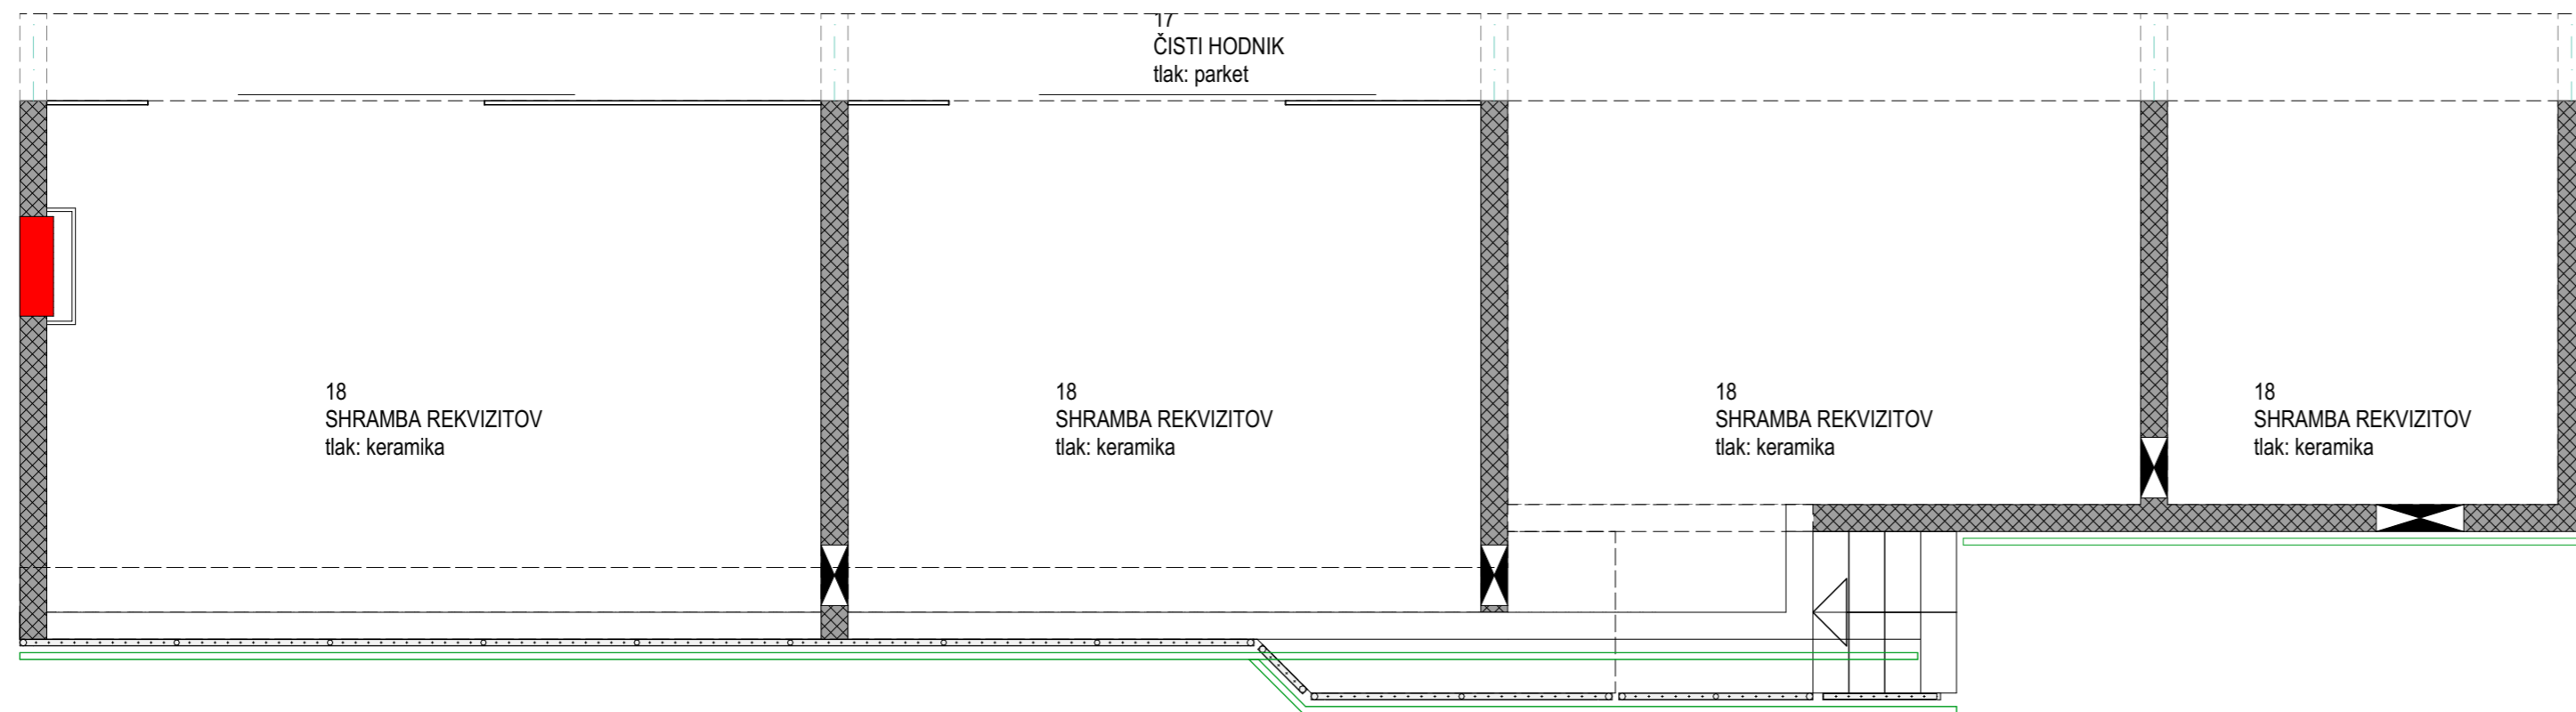 17
ČISTI HODNIK
tlak: parket
18
SHRAMBA REKVIZITOV
tlak: keramika
18
SHRAMBA REKVIZITOV
tlak: keramika
18
SHRAMBA REKVIZITOV
tlak: keramika
18
SHRAMBA REKVIZITOV
tlak: keramika